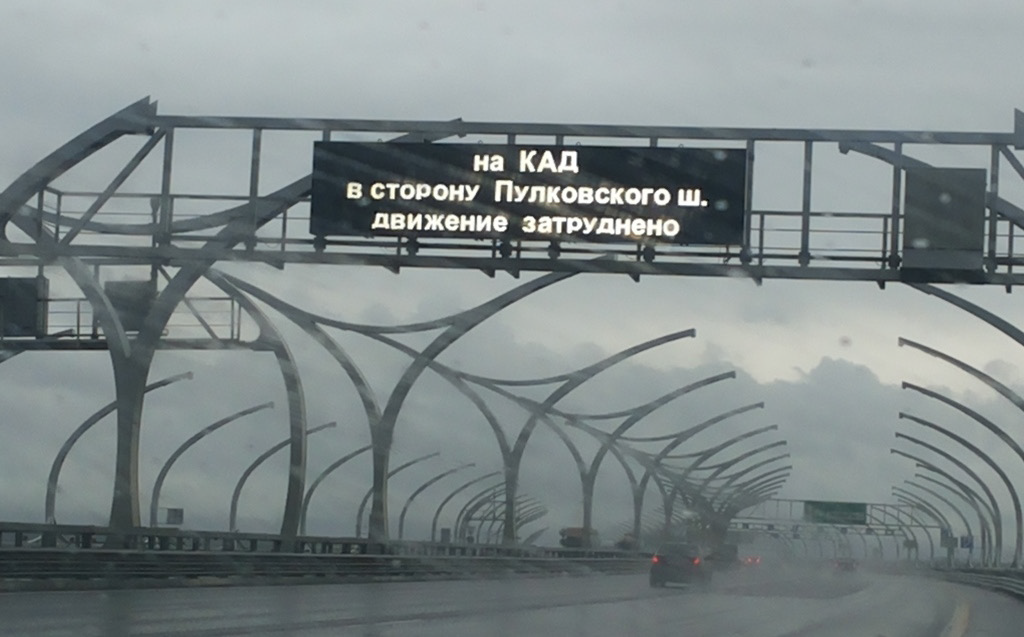 на КАД
в сторону Пулковского ш.
движение затруднено